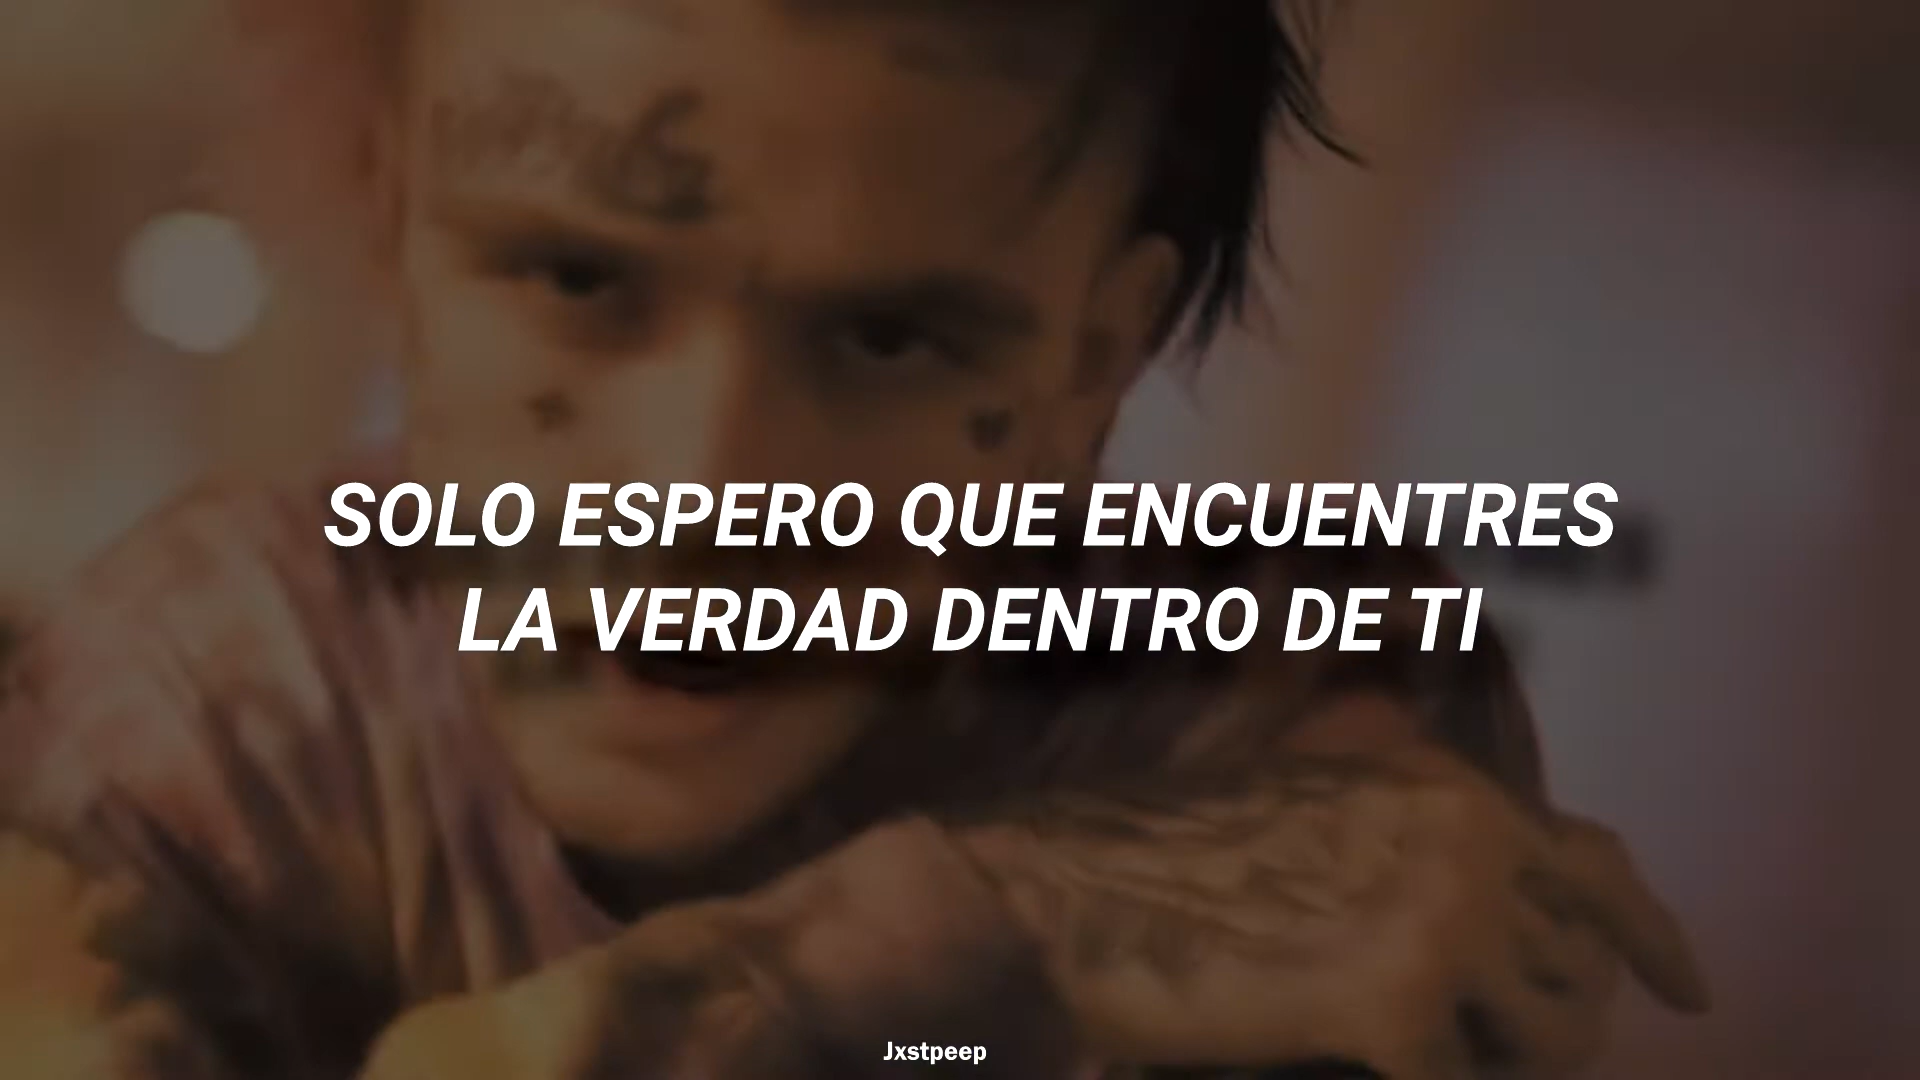 SOLO ESPERO QUE ENCUENTRES
LA VERDAD DENTRO DE TI
Jxstpeep